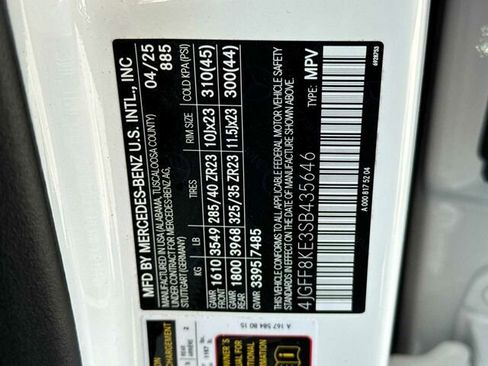 MFD BY MERCEDES-BENZ U.S. INTL., INC
MANUFACTURED IN USA (ALABAMA, TUSCALOOSA COUNTY)
UNDER CONTRACT FOR MERCEDES-BENZ AG.
04/25
885
KG LB TIRES RIM SIZE COLD KPA(PSI)
GAWR FRONT 1610 3549 285/40 ZR23 10Jx23 310(45)
GAWR REAR 1800 3968 325/35 ZR23 11.5Jx23 300(44)
GVWR 3395 7485
THIS VEHICLE CONFORMS TO ALL APPLICABLE FEDERAL MOTOR VEHICLE SAFETY
STANDARDS IN EFFECT ON THE DATE OF MANUFACTURE SHOWN ABOVE.
4JGFF8KE3SB435646
TYPE: MPV
A 000 817 52 04
A 167 584 80 15